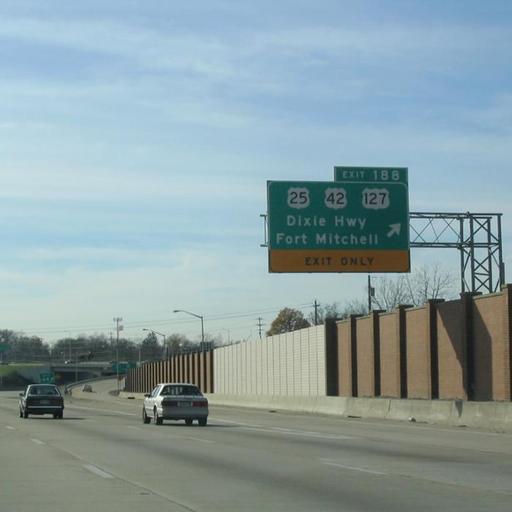 EXIT 188
25 42 127
Dixie Hwy
Fort Mitchell
EXIT ONLY